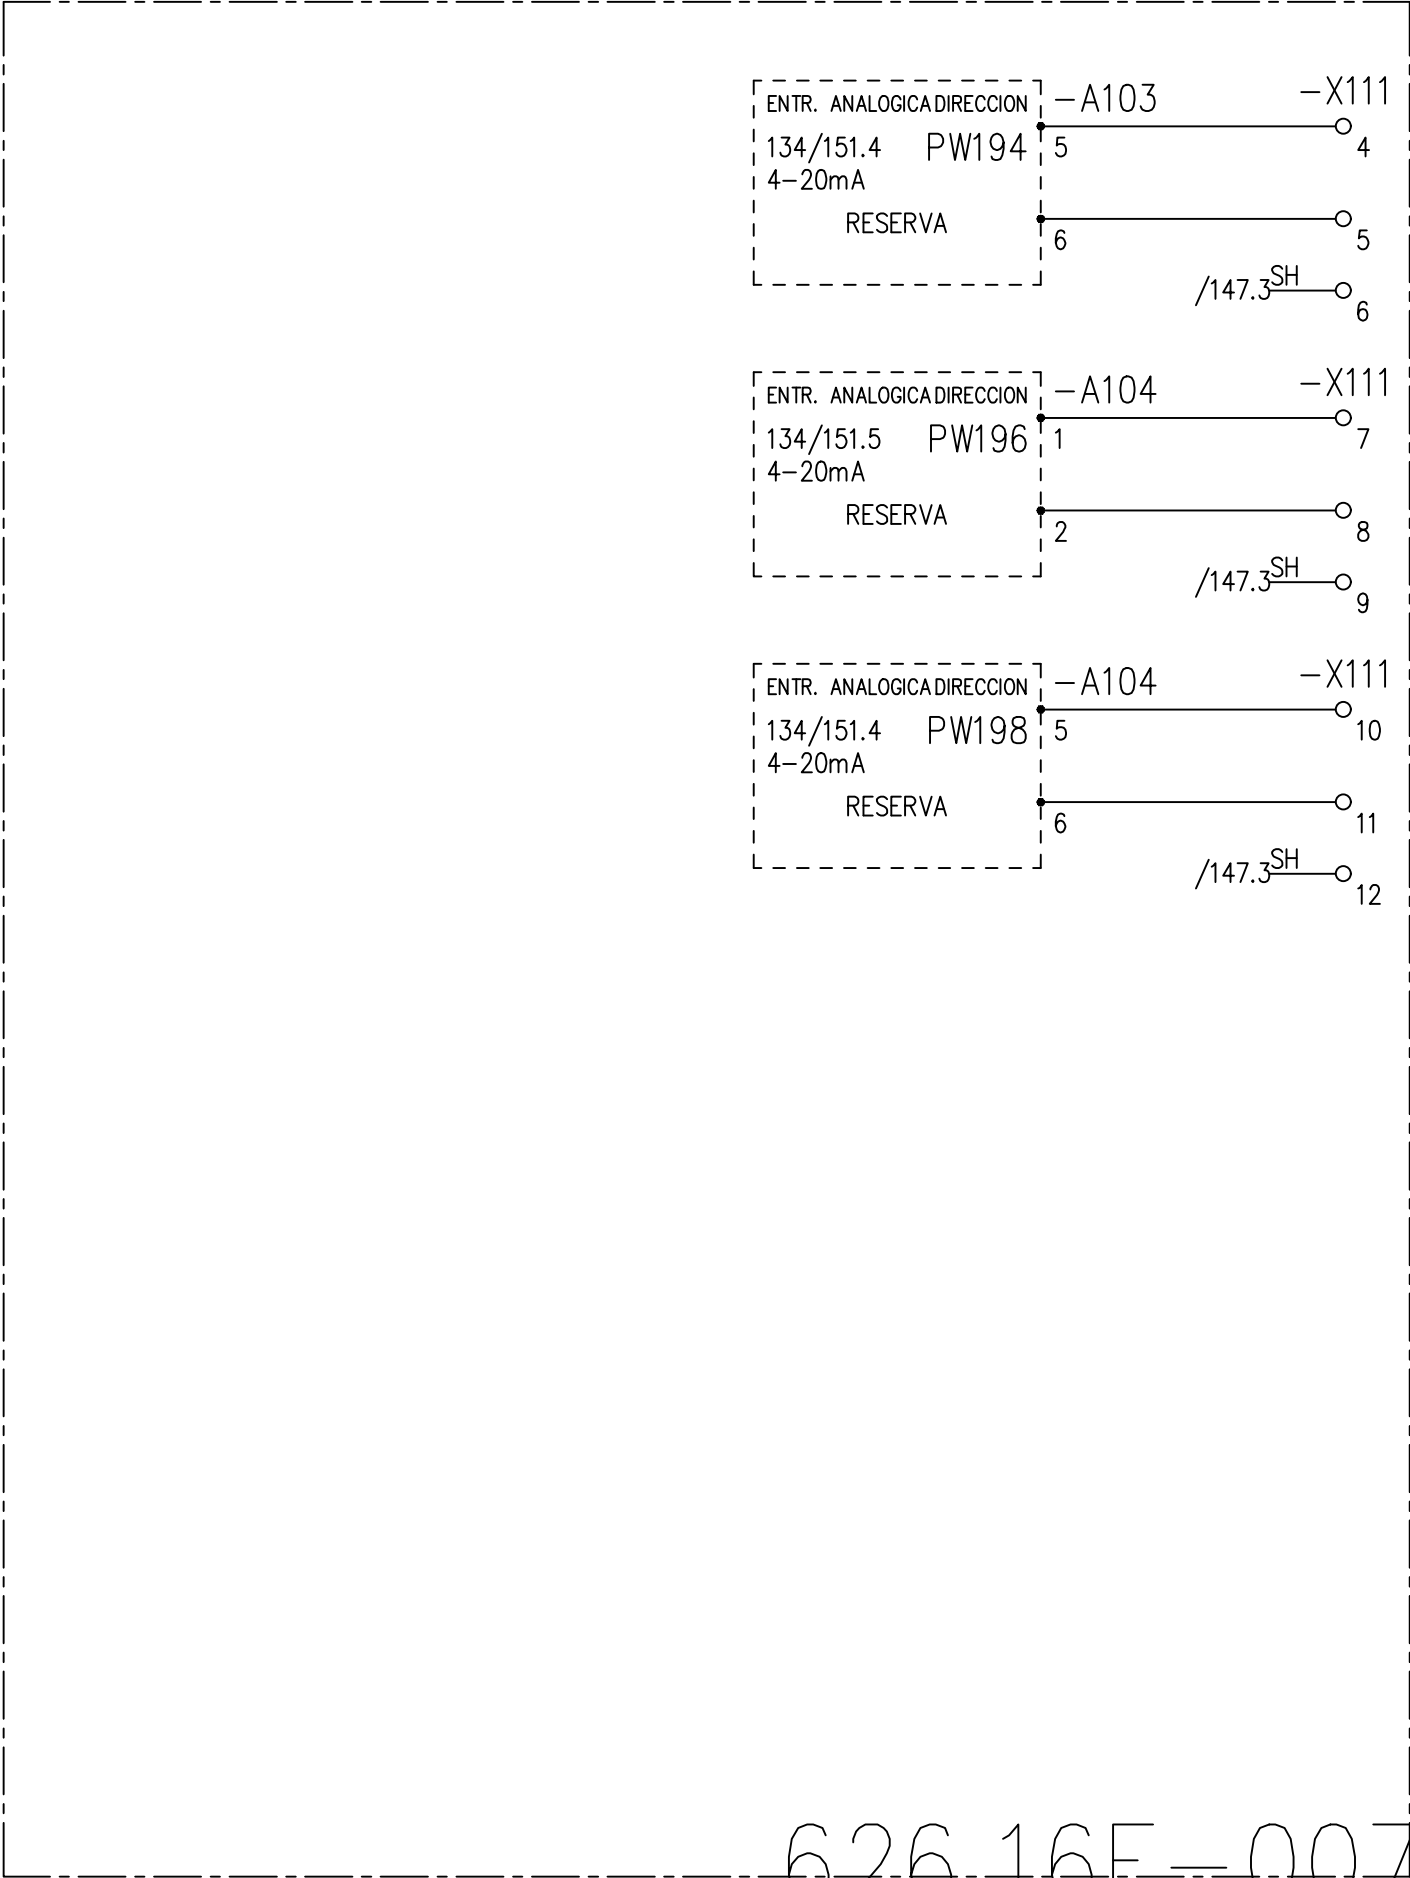 ENTR. ANALOGICA DIRECCION -A103 -X111
134/151.4 PW194 5 4
4-20mA
RESERVA
6 5
/147.3 SH
6
ENTR. ANALOGICA DIRECCION -A104 -X111
134/151.5 PW196 1 7
4-20mA
RESERVA
2 8
/147.3 SH
9
ENTR. ANALOGICA DIRECCION -A104 -X111
134/151.4 PW198 5 10
4-20mA
RESERVA
6 11
/147.3 SH
12